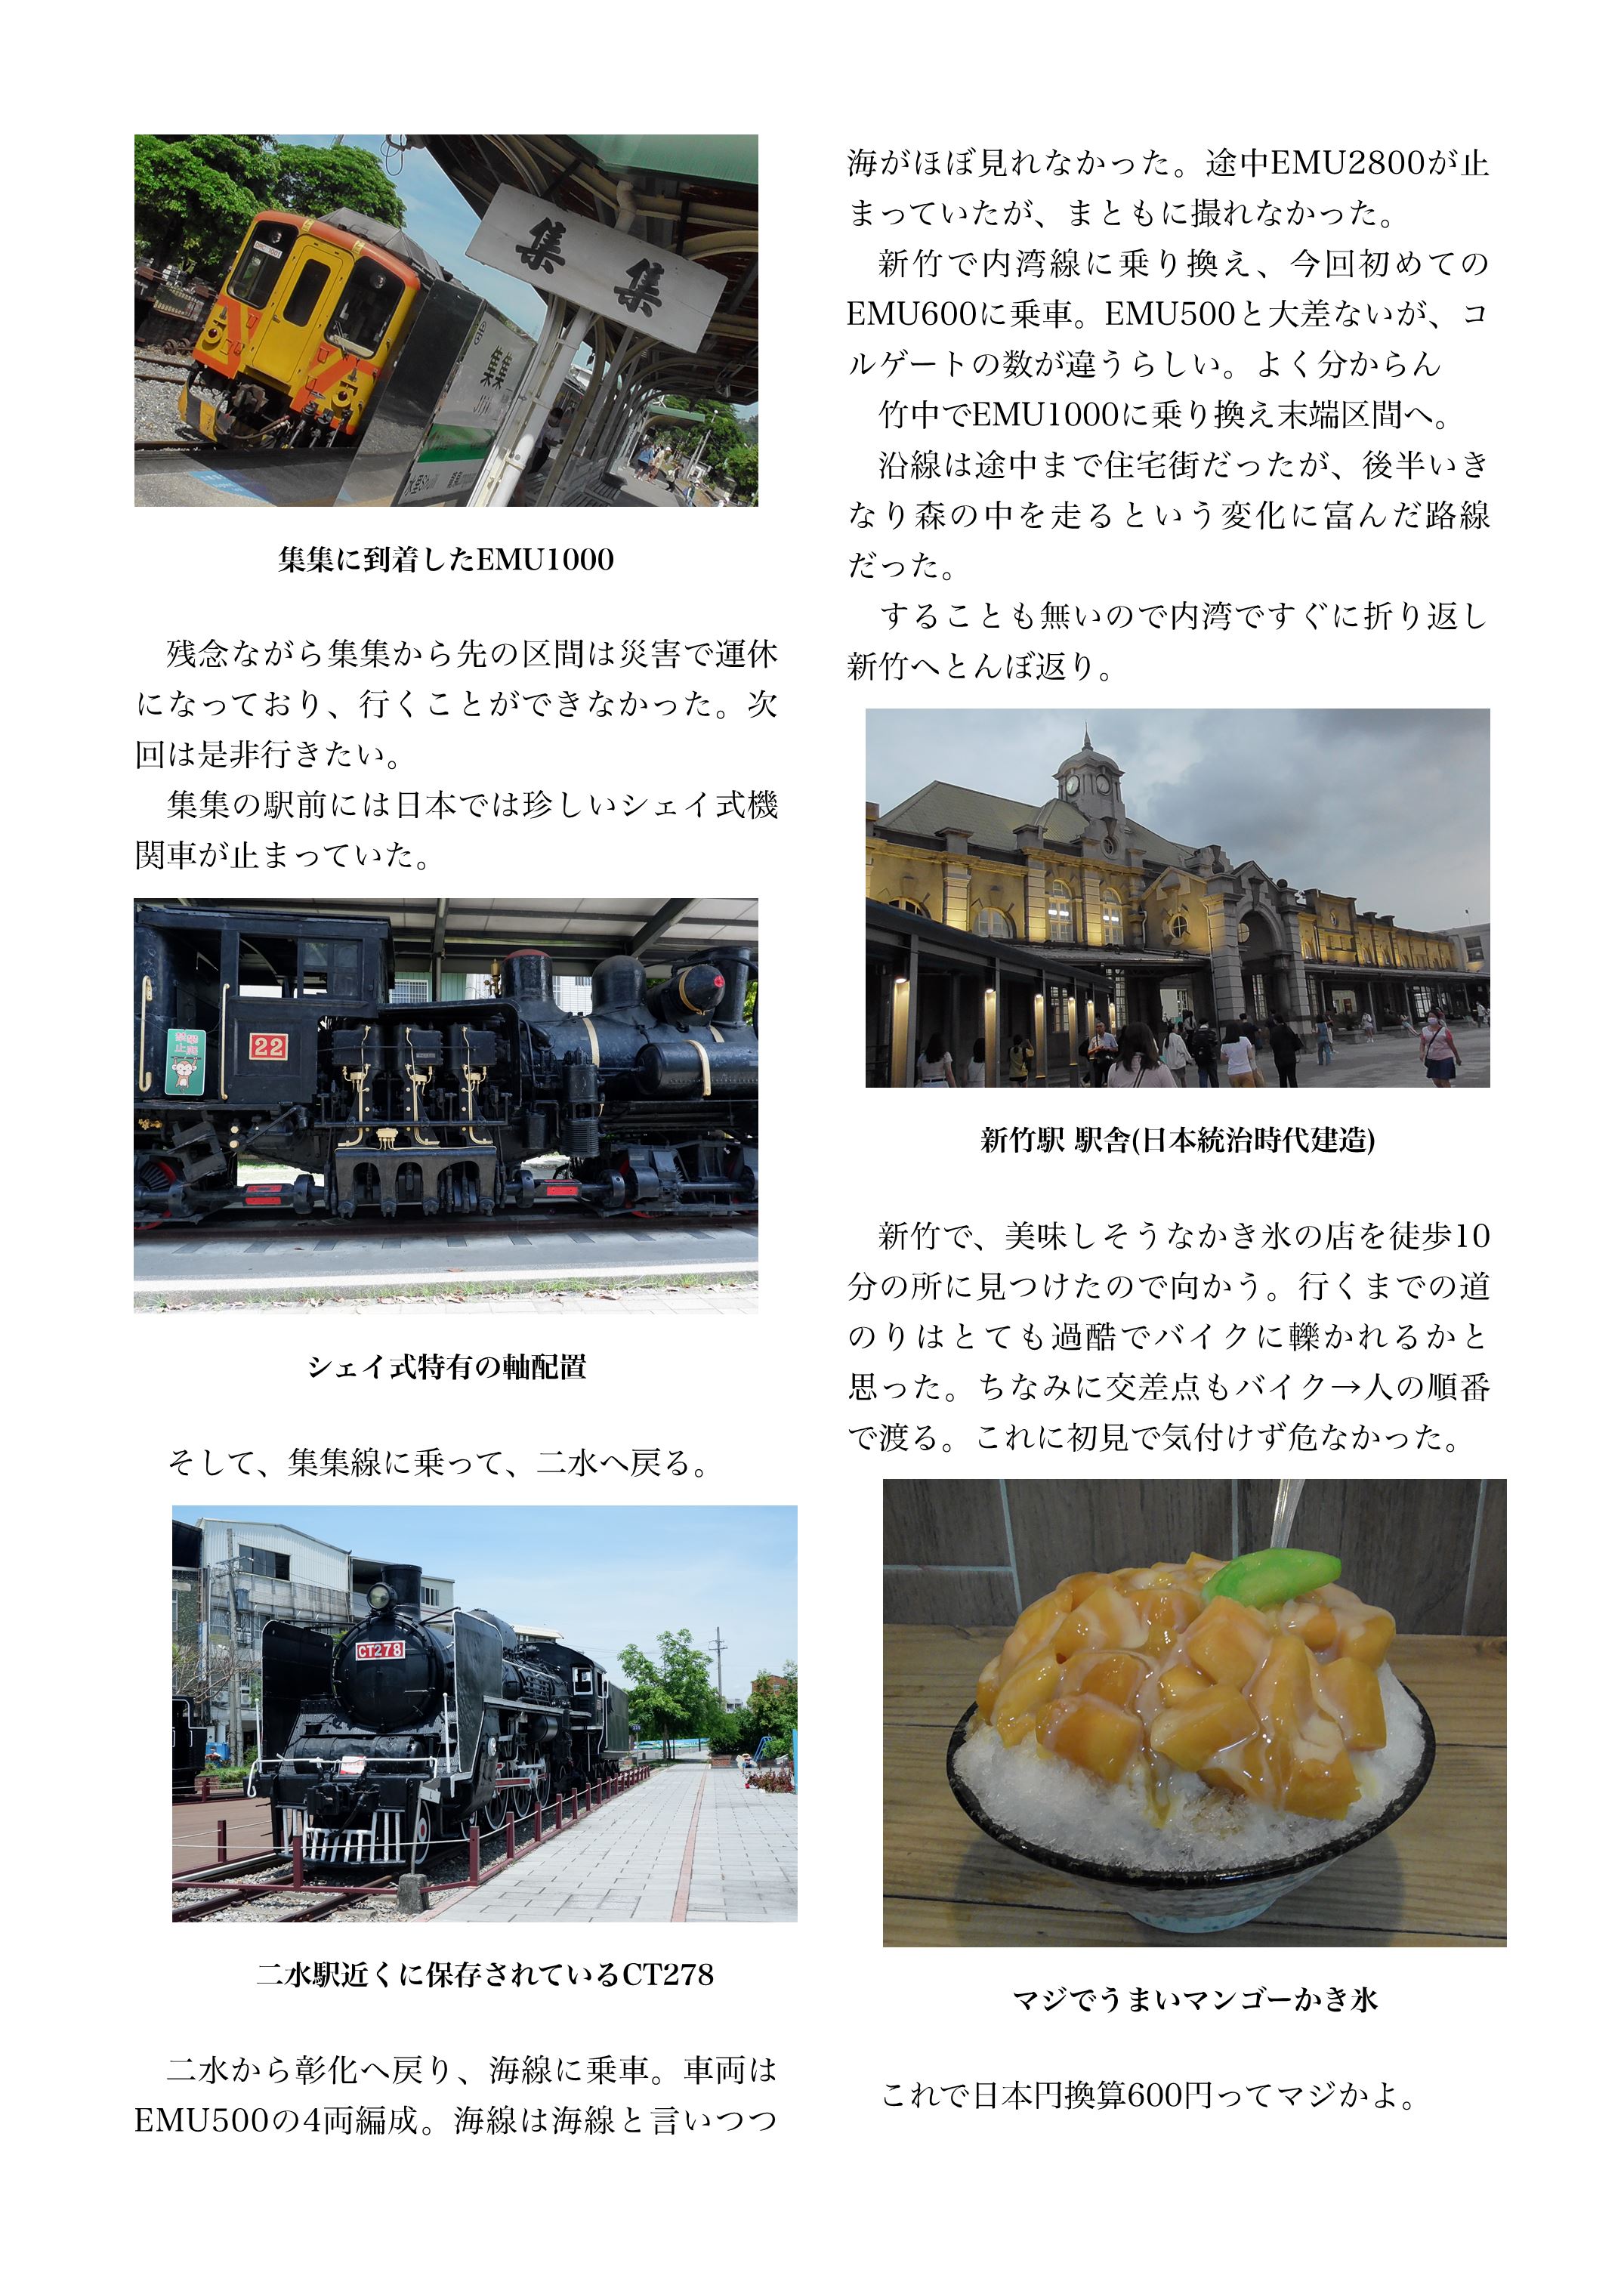 集集
集集
集集に到着したEMU1000
残念ながら集集から先の区間は災害で運休
になっており、行くことができなかった。次
回は是非行きたい。
集集の駅前には日本では珍しいシェイ式機
関車が止まっていた。
22
シェイ式特有の軸配置
そして、集集線に乗って、二水へ戻る。
CT278
二水駅近くに保存されているCT278
二水から彰化へ戻り、海線に乗車。車両は
EMU500の4両編成。海線は海線と言いつつ
海がほぼ見れなかった。途中EMU2800が止
まっていたが、まともに撮れなかった。
新竹で内湾線に乗り換え、今回初めての
EMU600に乗車。EMU500と大差ないが、コ
ルゲートの数が違うらしい。よく分からん
竹中でEMU1000に乗り換え末端区間へ。
沿線は途中まで住宅街だったが、後半いき
なり森の中を走るという変化に富んだ路線
だった。
することも無いので内湾ですぐに折り返し
新竹へとんぼ返り。
新竹駅 駅舎(日本統治時代建造)
新竹で、美味しそうなかき氷の店を徒歩10
分の所に見つけたので向かう。行くまでの道
のりはとても過酷でバイクに轢かれるかと
思った。ちなみに交差点もバイク→人の順番
で渡る。これに初見で気付けず危なかった。
マジでうまいマンゴーかき氷
これで日本円換算600円ってマジかよ。